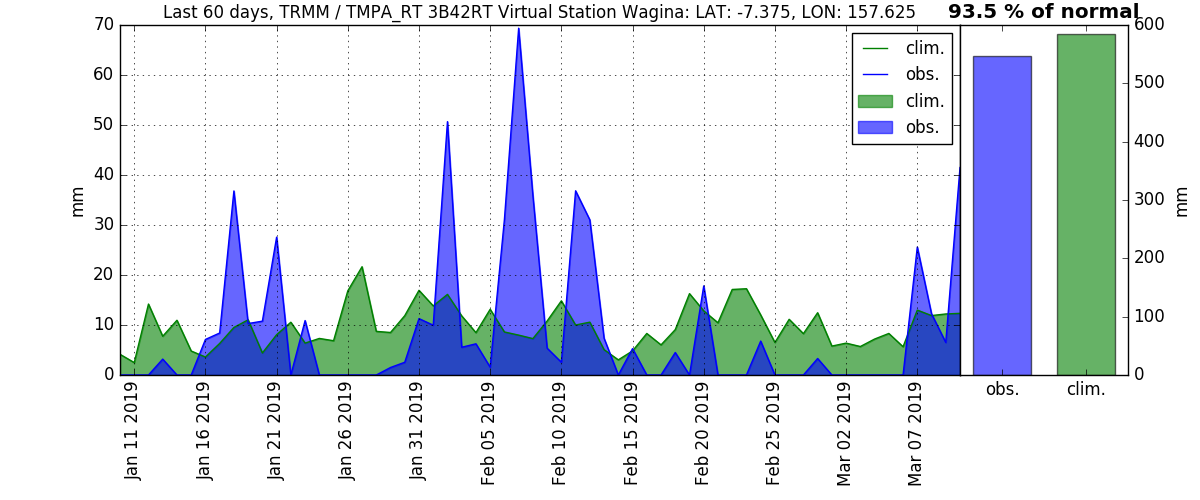 Last 60 days, TRMM / TMPA_RT 3B42RT Virtual Station Wagina: LAT: -7.375, LON: 157.625
93.5 % of normal
70
60
50
40
30
20
10
0
mm
clim.
obs.
clim.
obs.
600
500
400
300
200
100
0
mm
obs.
clim.
Jan 11 2019
Jan 16 2019
Jan 21 2019
Jan 26 2019
Jan 31 2019
Feb 05 2019
Feb 10 2019
Feb 15 2019
Feb 20 2019
Feb 25 2019
Mar 02 2019
Mar 07 2019